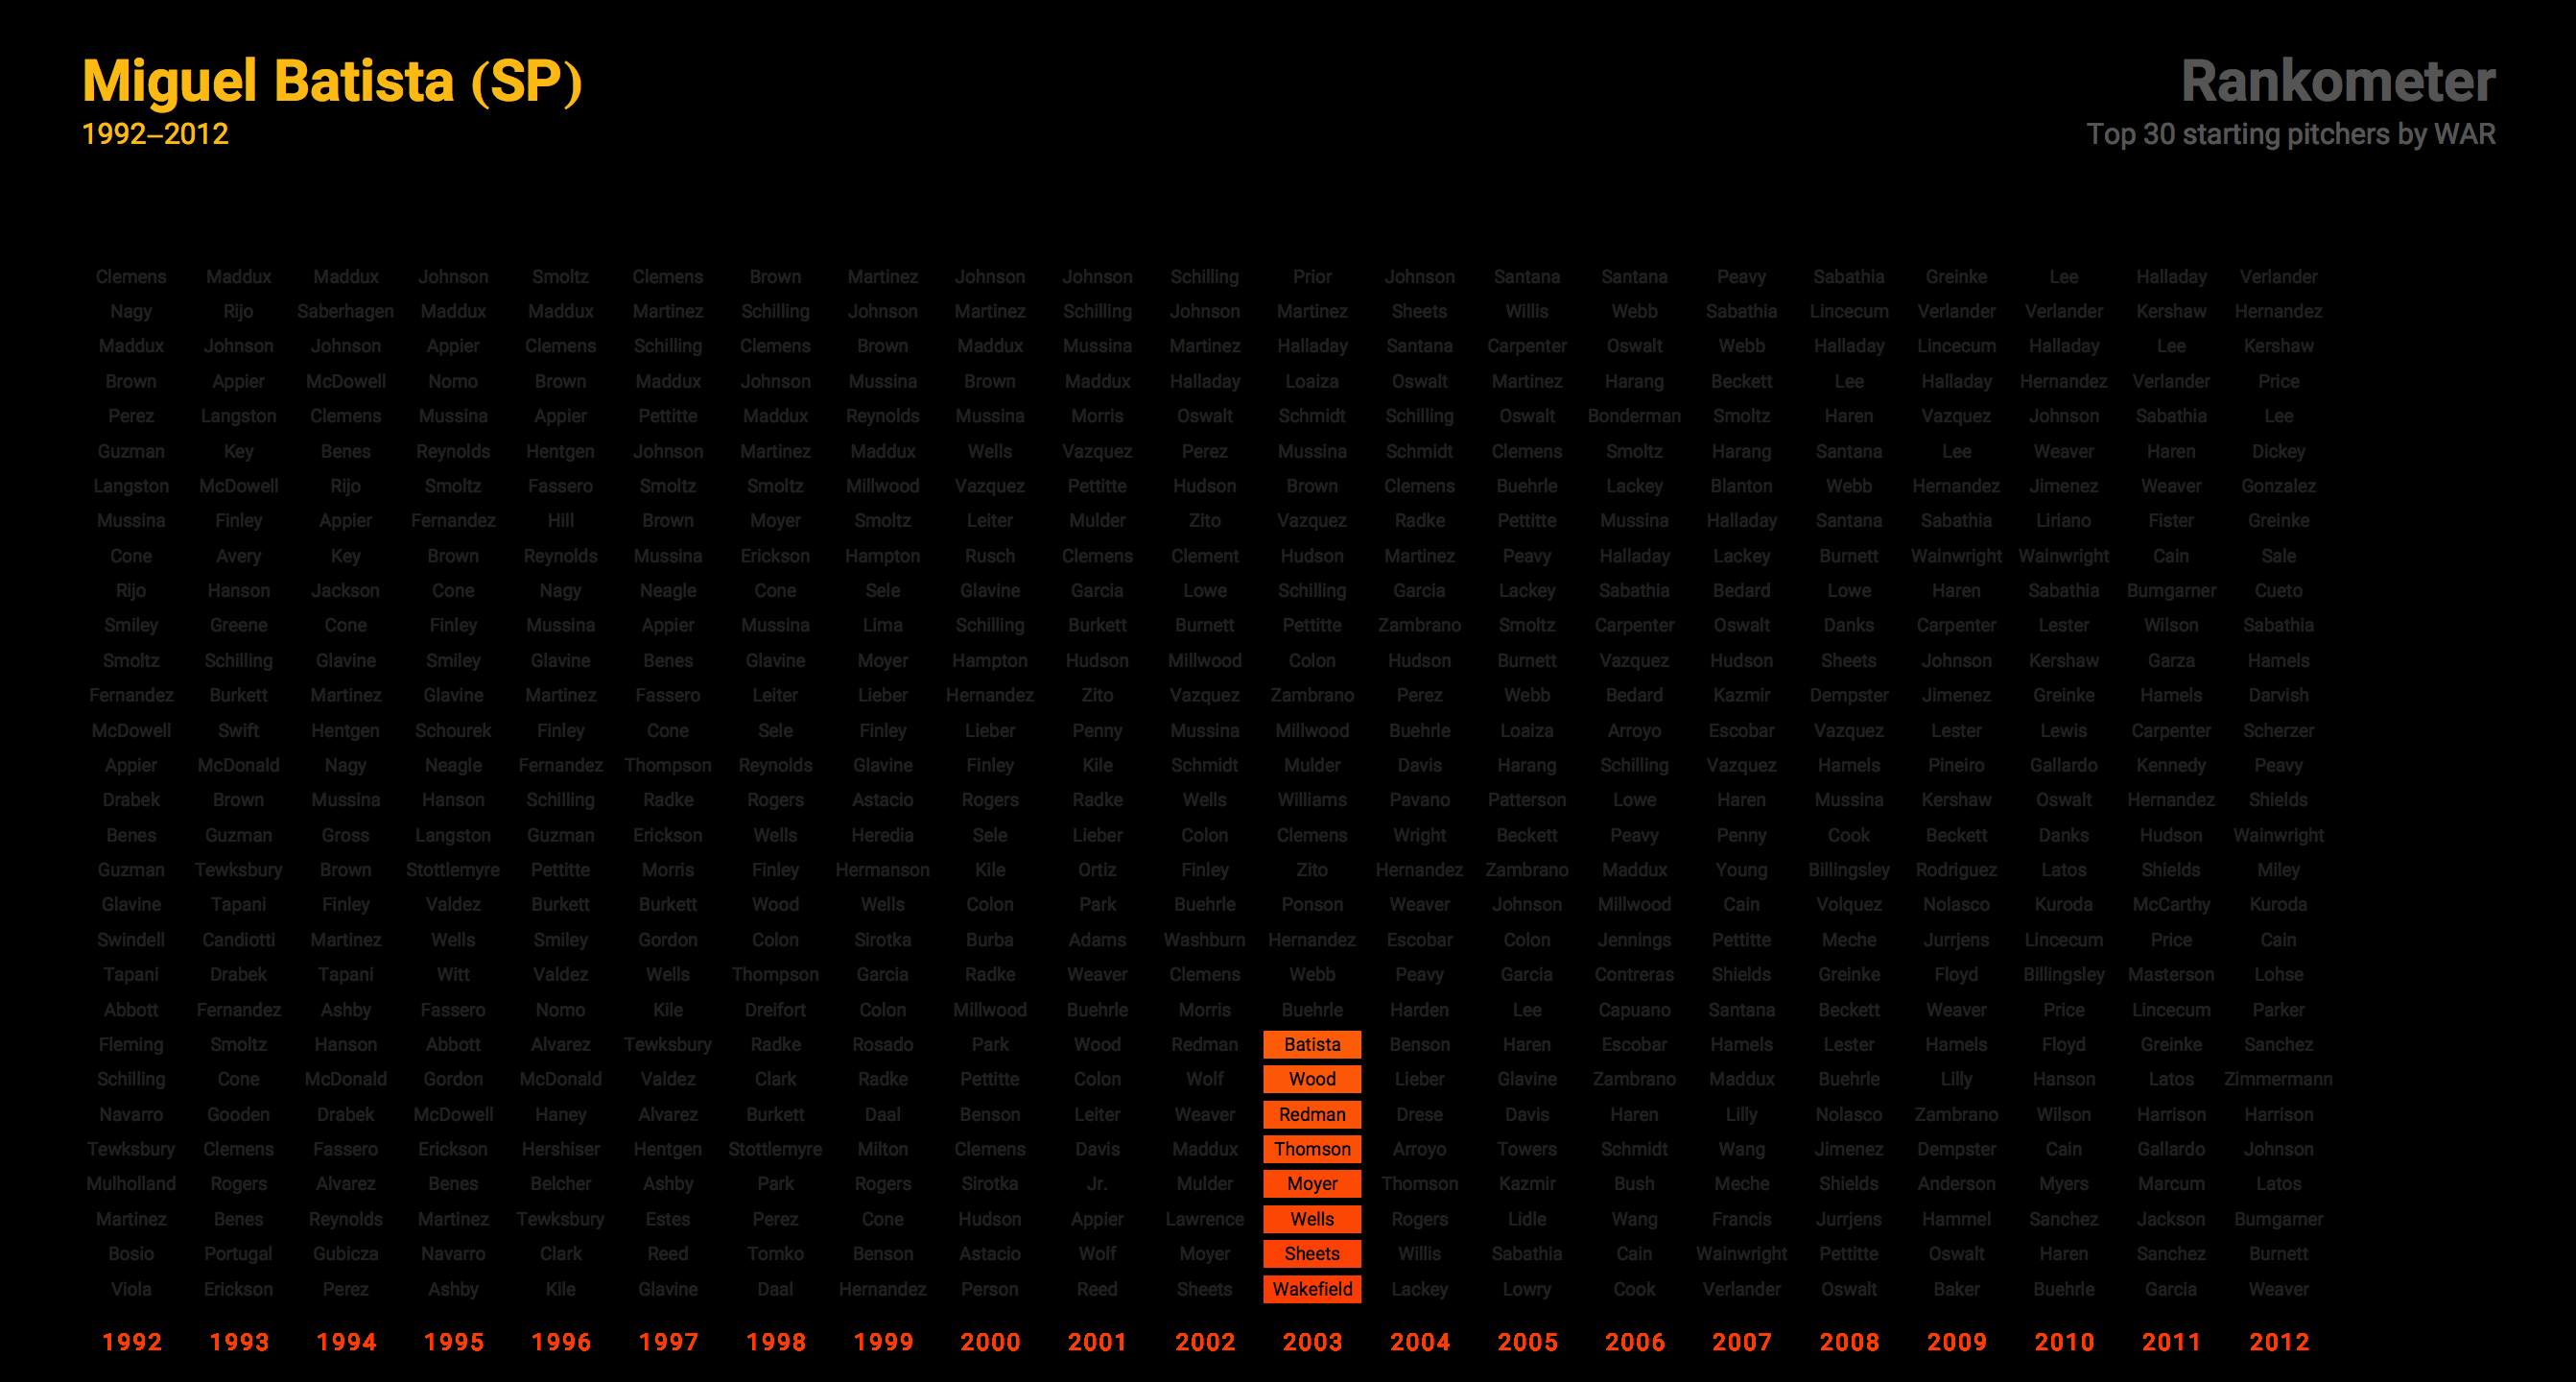 Miguel Batista (SP)
1992–2012
Rankometer
Top 30 starting pitchers by WAR
Clemens Maddux Maddux Johnson Smoltz Clemens Brown Martinez Johnson Johnson Schilling Prior Johnson Santana Santana Peavy Sabathia Greinke Lee Halladay Verlander
Nagy Rijo Saberhagen Maddux Maddux Martinez Schilling Johnson Martinez Schilling Johnson Martinez Sheets Willis Webb Sabathia Lincecum Verlander Verlander Kershaw Hernandez
Maddux Johnson Johnson Appier Clemens Schilling Clemens Brown Maddux Mussina Martinez Halladay Santana Carpenter Oswalt Webb Halladay Lincecum Halladay Lee Kershaw
Brown Appier McDowell Nomo Brown Maddux Johnson Mussina Brown Maddux Halladay Loaiza Oswalt Martinez Harang Beckett Lee Halladay Hernandez Verlander Price
Perez Langston Clemens Mussina Appier Pettitte Maddux Reynolds Mussina Morris Oswalt Schmidt Schilling Oswalt Bonderman Smoltz Haren Vazquez Johnson Sabathia Lee
Guzman Key Benes Reynolds Hentgen Johnson Martinez Maddux Wells Vazquez Perez Mussina Schmidt Clemens Smoltz Harang Santana Lee Weaver Haren Dickey
Langston McDowell Rijo Smoltz Fassero Smoltz Smoltz Millwood Vazquez Pettitte Hudson Brown Clemens Buehrle Lackey Blanton Webb Hernandez Jimenez Weaver Gonzalez
Mussina Finley Appier Fernandez Hill Brown Moyer Smoltz Leiter Mulder Zito Vazquez Radke Pettitte Mussina Halladay Santana Sabathia Liriano Fister Greinke
Cone Avery Key Brown Reynolds Mussina Erickson Hampton Rusch Clemens Clement Hudson Martinez Peavy Halladay Lackey Burnett Wainwright Wainwright Cain Sale
Rijo Hanson Jackson Cone Nagy Neagle Cone Sele Glavine Garcia Lowe Schilling Garcia Lackey Sabathia Bedard Lowe Haren Sabathia Bumgarner Cueto
Smiley Greene Cone Finley Mussina Appier Mussina Lima Schilling Burkett Burnett Pettitte Zambrano Smoltz Carpenter Oswalt Danks Carpenter Lester Wilson Sabathia
Smoltz Schilling Glavine Smiley Glavine Benes Glavine Moyer Hampton Hudson Millwood Colon Hudson Burnett Vazquez Hudson Sheets Johnson Kershaw Garza Hamels
Fernandez Burkett Martinez Glavine Martinez Fassero Leiter Lieber Hernandez Zito Vazquez Zambrano Perez Webb Bedard Kazmir Dempster Jimenez Greinke Hamels Darvish
McDowell Swift Hentgen Schourek Finley Cone Sele Finley Lieber Penny Mussina Millwood Buehrle Loaiza Arroyo Escobar Vazquez Lester Lewis Carpenter Scherzer
Appier McDonald Nagy Neagle Fernandez Thompson Reynolds Glavine Finley Kile Schmidt Mulder Davis Harang Schilling Vazquez Hamels Pineiro Gallardo Kennedy Peavy
Drabek Brown Mussina Hanson Schilling Radke Rogers Astacio Rogers Radke Wells Williams Pavano Patterson Lowe Haren Mussina Kershaw Oswalt Hernandez Shields
Benes Guzman Gross Langston Guzman Erickson Wells Heredia Sele Lieber Colon Clemens Wright Beckett Peavy Penny Cook Beckett Danks Hudson Wainwright
Guzman Tewksbury Brown Stottlemyre Pettitte Morris Finley Hermanson Kile Ortiz Finley Zito Hernandez Zambrano Maddux Young Billingsley Rodriguez Latos Shields Miley
Glavine Tapani Finley Valdez Burkett Burkett Wood Wells Colon Park Buehrle Ponson Weaver Johnson Millwood Cain Volquez Nolasco Kuroda McCarthy Kuroda
Swindell Candiotti Martinez Wells Smiley Gordon Colon Sirotka Burba Adams Washburn Hernandez Escobar Colon Jennings Pettitte Meche Jurrjens Lincecum Price Cain
Tapani Drabek Tapani Witt Valdez Wells Thompson Garcia Radke Weaver Clemens Webb Peavy Garcia Contreras Shields Greinke Floyd Billingsley Masterson Lohse
Abbott Fernandez Ashby Fassero Nomo Kile Dreifort Colon Millwood Buehrle Morris Buehrle Harden Lee Capuano Santana Beckett Weaver Price Lincecum Parker
Fleming Smoltz Hanson Abbott Alvarez Tewksbury Radke Rosado Park Wood Redman Batista Benson Haren Escobar Hamels Lester Hamels Floyd Greinke Sanchez
Schilling Cone McDonald Gordon McDonald Valdez Clark Radke Pettitte Colon Wolf Wood Lieber Glavine Zambrano Maddux Buehrle Lilly Hanson Latos Zimmermann
Navarro Gooden Drabek McDowell Haney Alvarez Burkett Daal Benson Leiter Weaver Redman Drese Davis Haren Lilly Nolasco Zambrano Wilson Harrison Harrison
Tewksbury Clemens Fassero Erickson Hershiser Hentgen Stottlemyre Milton Clemens Davis Maddux Thomson Arroyo Towers Schmidt Wang Jimenez Dempster Cain Gallardo Johnson
Mulholland Rogers Alvarez Benes Belcher Ashby Park Rogers Sirotka Jr. Mulder Moyer Thomson Kazmir Bush Meche Shields Anderson Myers Marcum Latos
Martinez Benes Reynolds Martinez Tewksbury Estes Perez Cone Hudson Appier Lawrence Wells Rogers Lidle Wang Francis Jurrjens Hammel Sanchez Jackson Bumgarner
Bosio Portugal Gubicza Navarro Clark Reed Tomko Benson Astacio Wolf Moyer Sheets Willis Sabathia Cain Wainwright Pettitte Oswalt Haren Sanchez Burnett
Viola Erickson Perez Ashby Kile Glavine Daal Hernandez Person Reed Sheets Wakefield Lackey Lowry Cook Verlander Oswalt Baker Buehrle Garcia Weaver
1992 1993 1994 1995 1996 1997 1998 1999 2000 2001 2002 2003 2004 2005 2006 2007 2008 2009 2010 2011 2012